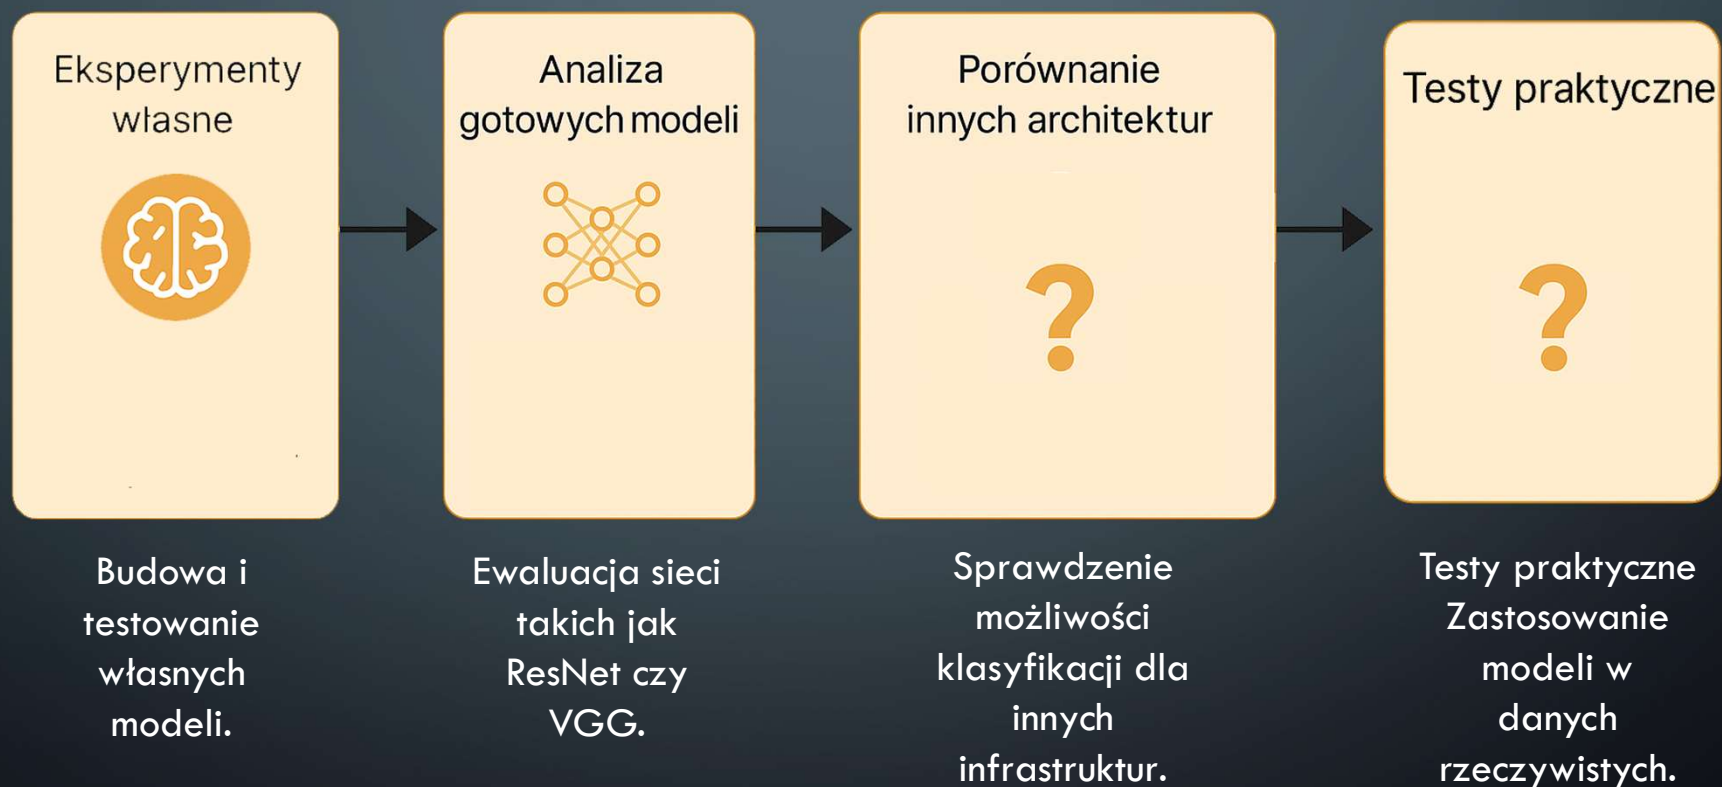 Eksperymenty
własne
Analiza
gotowych modeli
Porównanie
innych architektur
Testy praktyczne
?
?
Budowa i
testowanie
własnych
modeli.
Ewaluacja sieci
takich jak
ResNet czy
VGG.
Sprawdzenie
możliwości
klasyfikacji dla
innych
infrastruktur.
Testy praktyczne
Zastosowanie
modeli w
danych
rzeczywistych.